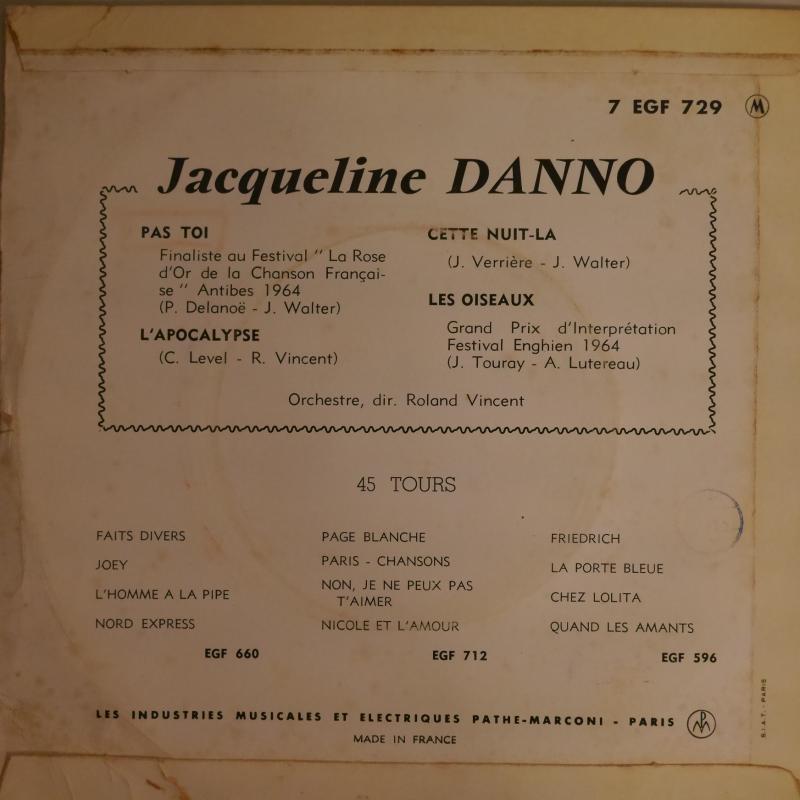 7 EGF 729 M
Jacqueline DANNO
PAS TOI
Finaliste au Festival " La Rose
d'Or de la Chanson Françai-
se " Antibes 1964
(P. Delanoë - J. Walter)
L'APOCALYPSE
(C. Level - R. Vincent)
CETTE NUIT-LA
(J. Verrière - J. Walter)
LES OISEAUX
Grand Prix d'Interprétation
Festival Enghien 1964
(J. Touray - A. Lutereau)
Orchestre, dir. Roland Vincent
45 TOURS
FAITS DIVERS
JOEY
L'HOMME A LA PIPE
NORD EXPRESS
EGF 660
PAGE BLANCHE
PARIS - CHANSONS
NON, JE NE PEUX PAS
T'AIMER
NICOLE ET L'AMOUR
EGF 712
FRIEDRICH
LA PORTE BLEUE
CHEZ LOLITA
QUAND LES AMANTS
EGF 596
LES INDUSTRIES MUSICALES ET ELECTRIQUES PATHE-MARCONI - PARIS
MADE IN FRANCE
S.I.A.T. - PARIS